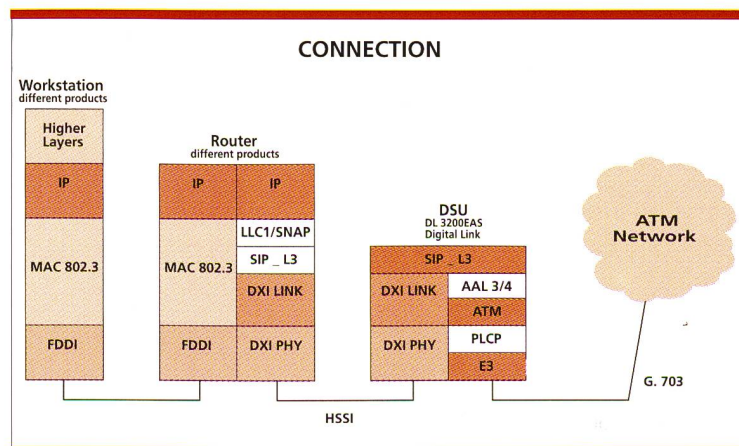 CONNECTION
Workstation
different products
Higher
Layers
IP
MAC 802.3
FDDI
Router
different products
IP
IP
MAC 802.3
LLC1/SNAP
SIP _ L3
DXI LINK
FDDI
DXI PHY
DSU
DL 3200EAS
Digital Link
SIP _ L3
DXI LINK
AAL 3/4
ATM
DXI PHY
PLCP
E3
ATM
Network
HSSI
G. 703